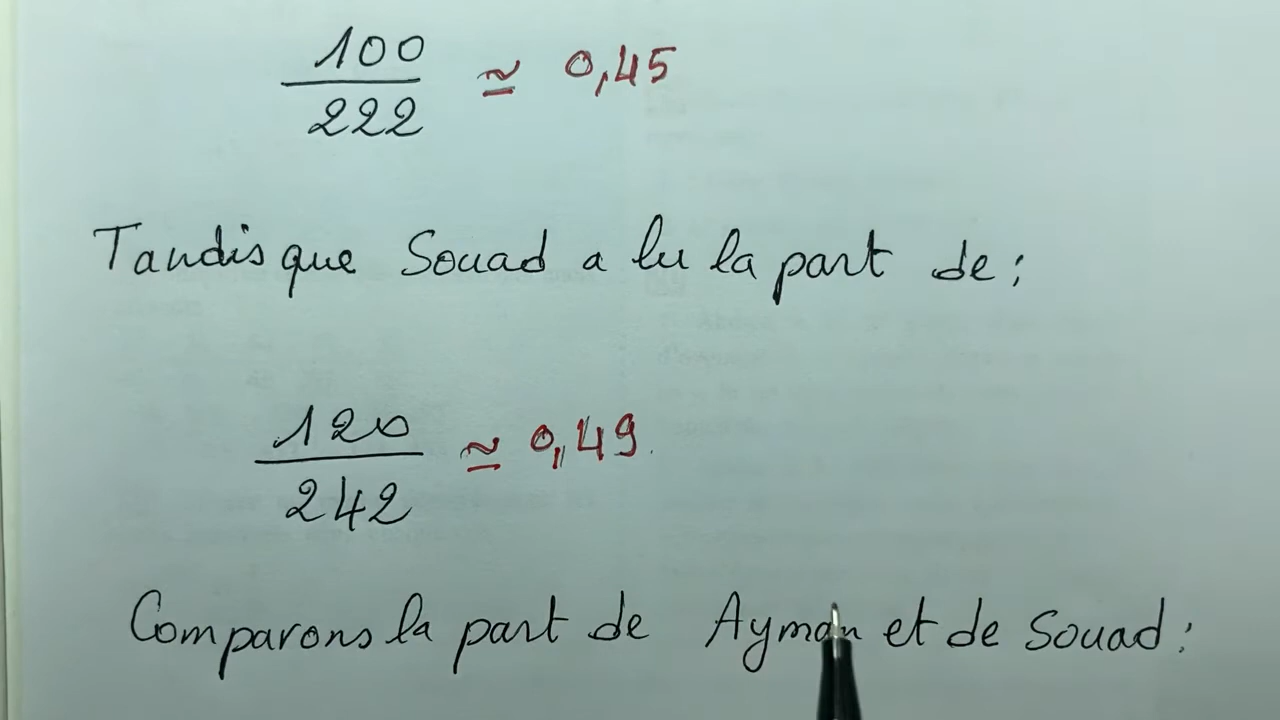 100/222 ≃ 0,45
Tandis que Souad a lu la part de :
120/242 ≃ 0,49
Comparons la part de Ayman et de Souad :